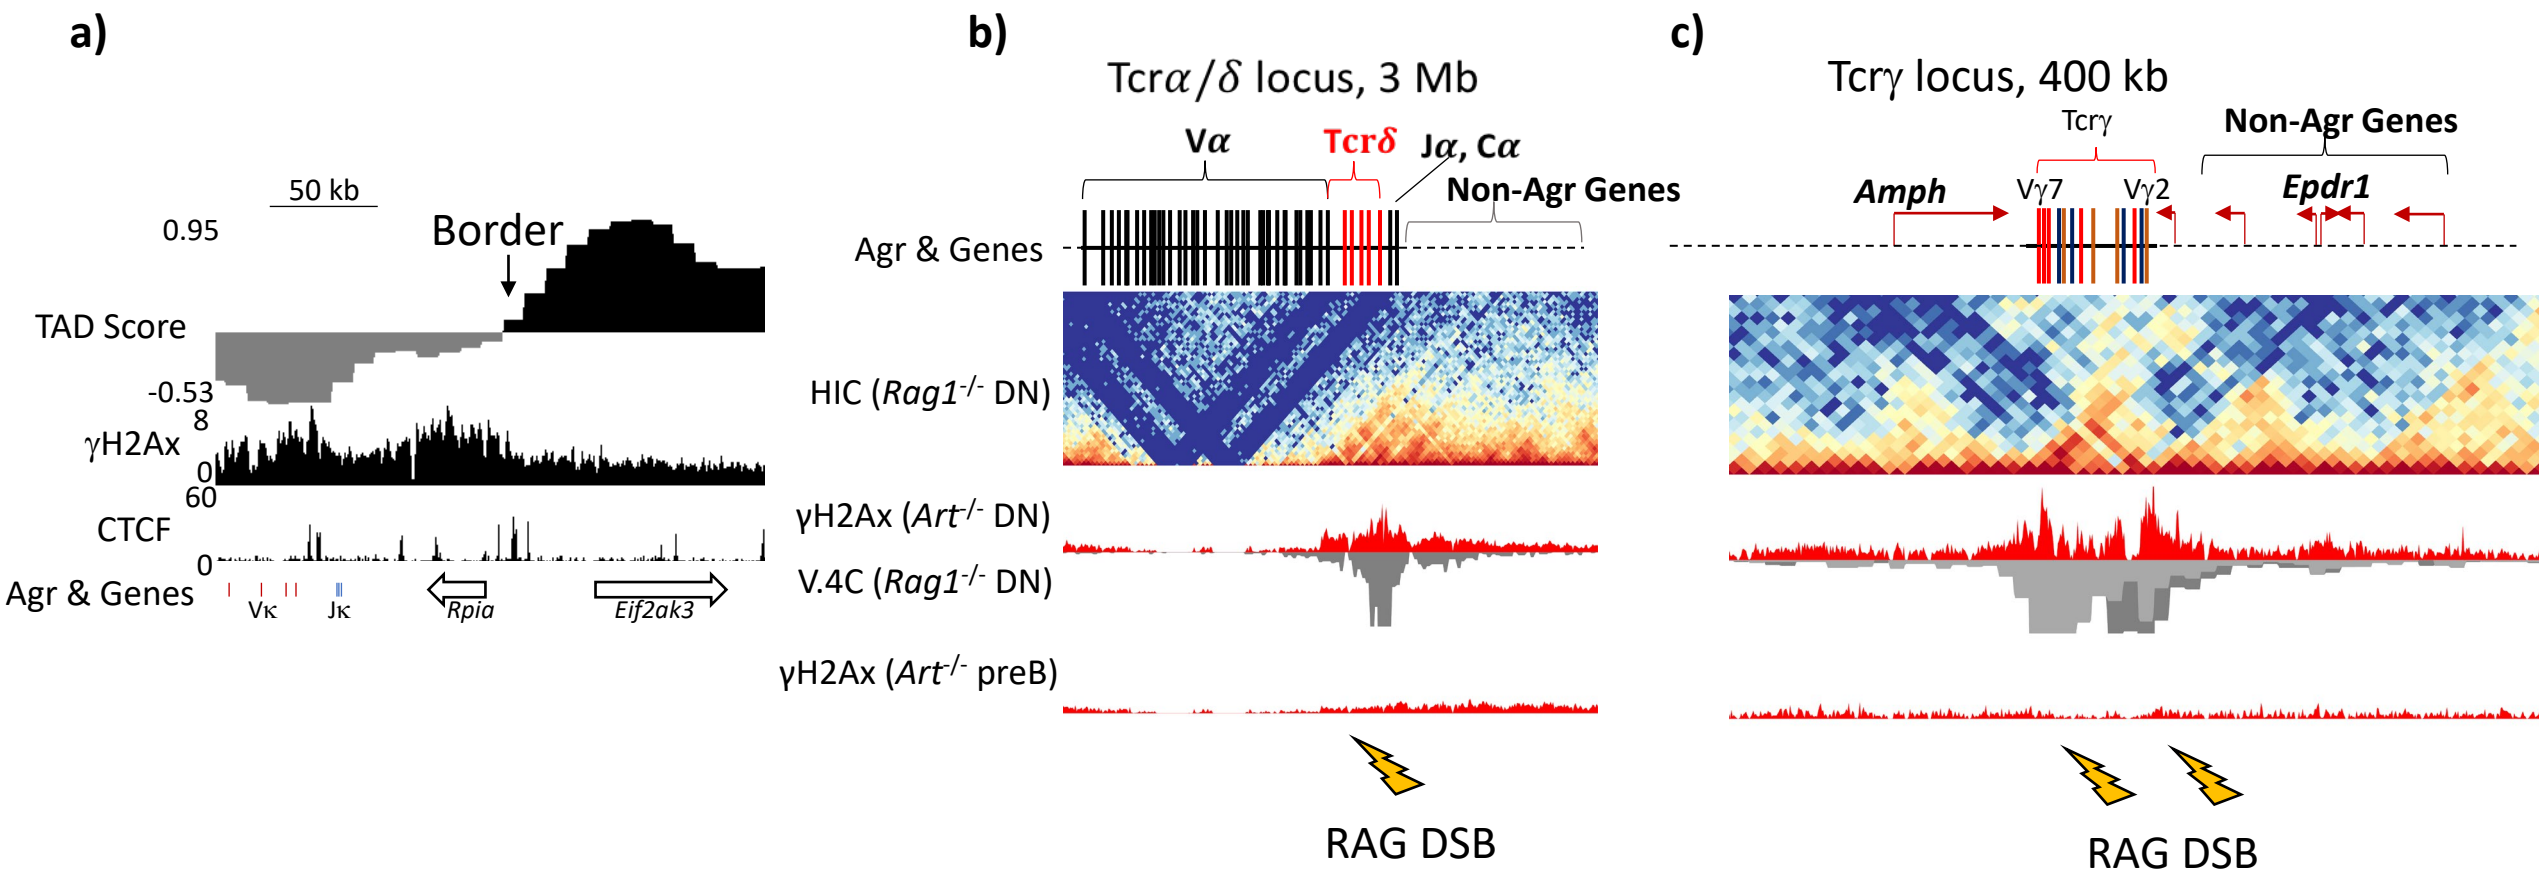 a)
50 kb
0.95
Border
TAD Score
-0.53
8
γH2Ax
0
60
CTCF
0
Agr & Genes
Vκ
Jκ
Rpia
Eif2ak3
b)
Tcrα/δ locus, 3 Mb
Vα
Tcrδ
Jα, Cα
Non-Agr Genes
Agr & Genes
HIC (Rag1-/- DN)
γH2Ax (Art-/- DN)
V.4C (Rag1-/- DN)
γH2Ax (Art-/- preB)
RAG DSB
c)
Tcrγ locus, 400 kb
Tcrγ
Non-Agr Genes
Amph
Vγ7
Vγ2
Epdr1
RAG DSB